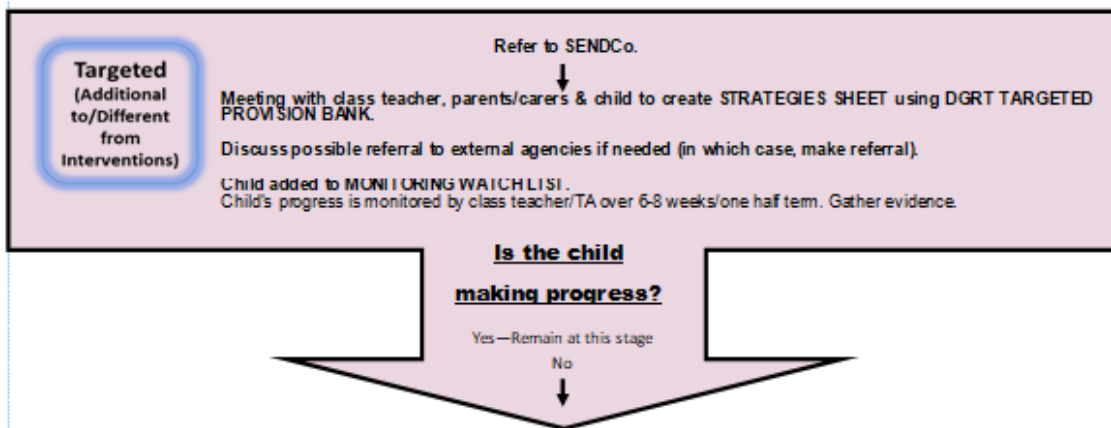 Refer to SENDCo.
Targeted
(Additional
to/Different
from
Interventions)
Meeting with class teacher, parents/carers & child to create STRATEGIES SHEET using DGRT TARGETED
PROVISION BANK.
Discuss possible referral to external agencies if needed (in which case, make referral).
Child added to MONITORING WATCH LIST.
Child's progress is monitored by class teacher/TA over 6-8 weeks/one half term. Gather evidence.
Is the child
making progress?
Yes—Remain at this stage
No